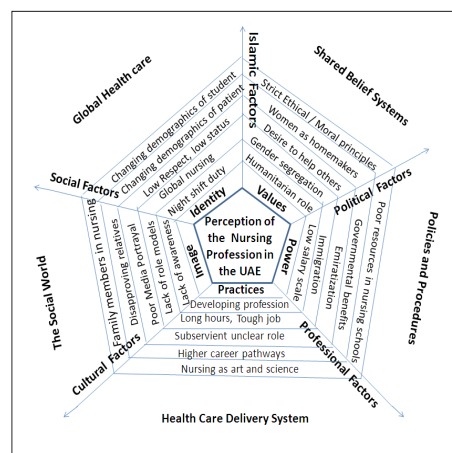 Global Health care
Shared Belief Systems
Islamic Factors
Changing demographics of student
Changing demographics of patient
Low Respect, low status
Global nursing
Night shift duty
Identity
Strict Ethical / Moral principles
Women as homemakers
Desire to help others
Gender segregation
Humanitarian role
Values
Social Factors
Political Factors
Family members in nursing
Disapproving relatives
Poor Media Portrayal
Lack of role models
Lack of awareness
Image
Perception of
the Nursing
Profession in
the UAE
Power
Low salary scale
Immigration
Emiratization
Governmental benefits
Poor resources in nursing schools
The Social World
Policies and Procedures
Practices
Developing profession
Long hours, Tough job
Subservient unclear role
Higher career pathways
Nursing as art and science
Cultural Factors
Professional Factors
Health Care Delivery System